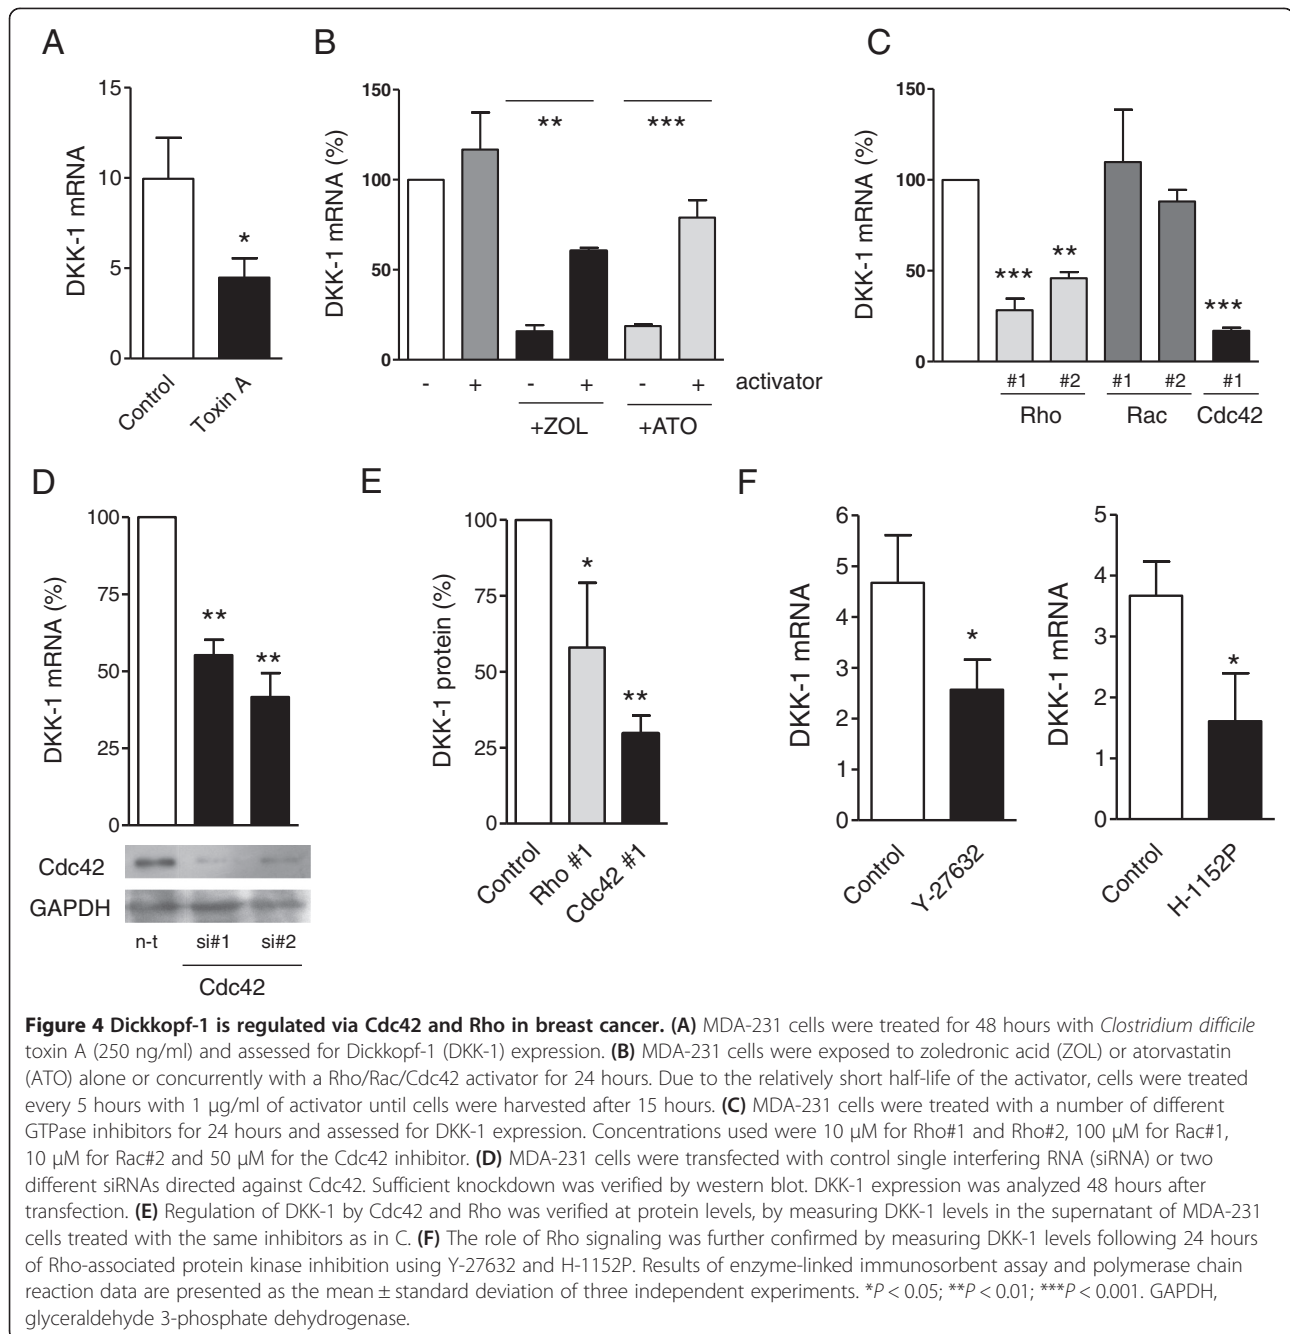 A
DKK-1 mRNA
15
10
5
0
*
Control
Toxin A
B
DKK-1 mRNA (%)
150
100
50
0
**
***
- + - + - + activator
+ZOL +ATO
C
DKK-1 mRNA (%)
150
100
50
0
***
**
***
#1 #2 #1 #2 #1
Rho Rac Cdc42
D
DKK-1 mRNA (%)
100
75
50
25
0
**
**
Cdc42
GAPDH
n-t si#1 si#2
Cdc42
E
DKK-1 protein (%)
100
75
50
25
0
*
**
Control
Rho #1
Cdc42 #1
F
DKK-1 mRNA
6
5
4
3
2
1
0
*
Control
Y-27632
DKK-1 mRNA
5
4
3
2
1
0
*
Control
H-1152P
Figure 4 Dickkopf-1 is regulated via Cdc42 and Rho in breast cancer. (A) MDA-231 cells were treated for 48 hours with Clostridium difficile
toxin A (250 ng/ml) and assessed for Dickkopf-1 (DKK-1) expression. (B) MDA-231 cells were exposed to zoledronic acid (ZOL) or atorvastatin
(ATO) alone or concurrently with a Rho/Rac/Cdc42 activator for 24 hours. Due to the relatively short half-life of the activator, cells were treated
every 5 hours with 1 μg/ml of activator until cells were harvested after 15 hours. (C) MDA-231 cells were treated with a number of different
GTPase inhibitors for 24 hours and assessed for DKK-1 expression. Concentrations used were 10 μM for Rho#1 and Rho#2, 100 μM for Rac#1,
10 μM for Rac#2 and 50 μM for the Cdc42 inhibitor. (D) MDA-231 cells were transfected with control single interfering RNA (siRNA) or two
different siRNAs directed against Cdc42. Sufficient knockdown was verified by western blot. DKK-1 expression was analyzed 48 hours after
transfection. (E) Regulation of DKK-1 by Cdc42 and Rho was verified at protein levels, by measuring DKK-1 levels in the supernatant of MDA-231
cells treated with the same inhibitors as in C. (F) The role of Rho signaling was further confirmed by measuring DKK-1 levels following 24 hours
of Rho-associated protein kinase inhibition using Y-27632 and H-1152P. Results of enzyme-linked immunosorbent assay and polymerase chain
reaction data are presented as the mean ± standard deviation of three independent experiments. *P < 0.05; **P < 0.01; ***P < 0.001. GAPDH,
glyceraldehyde 3-phosphate dehydrogenase.